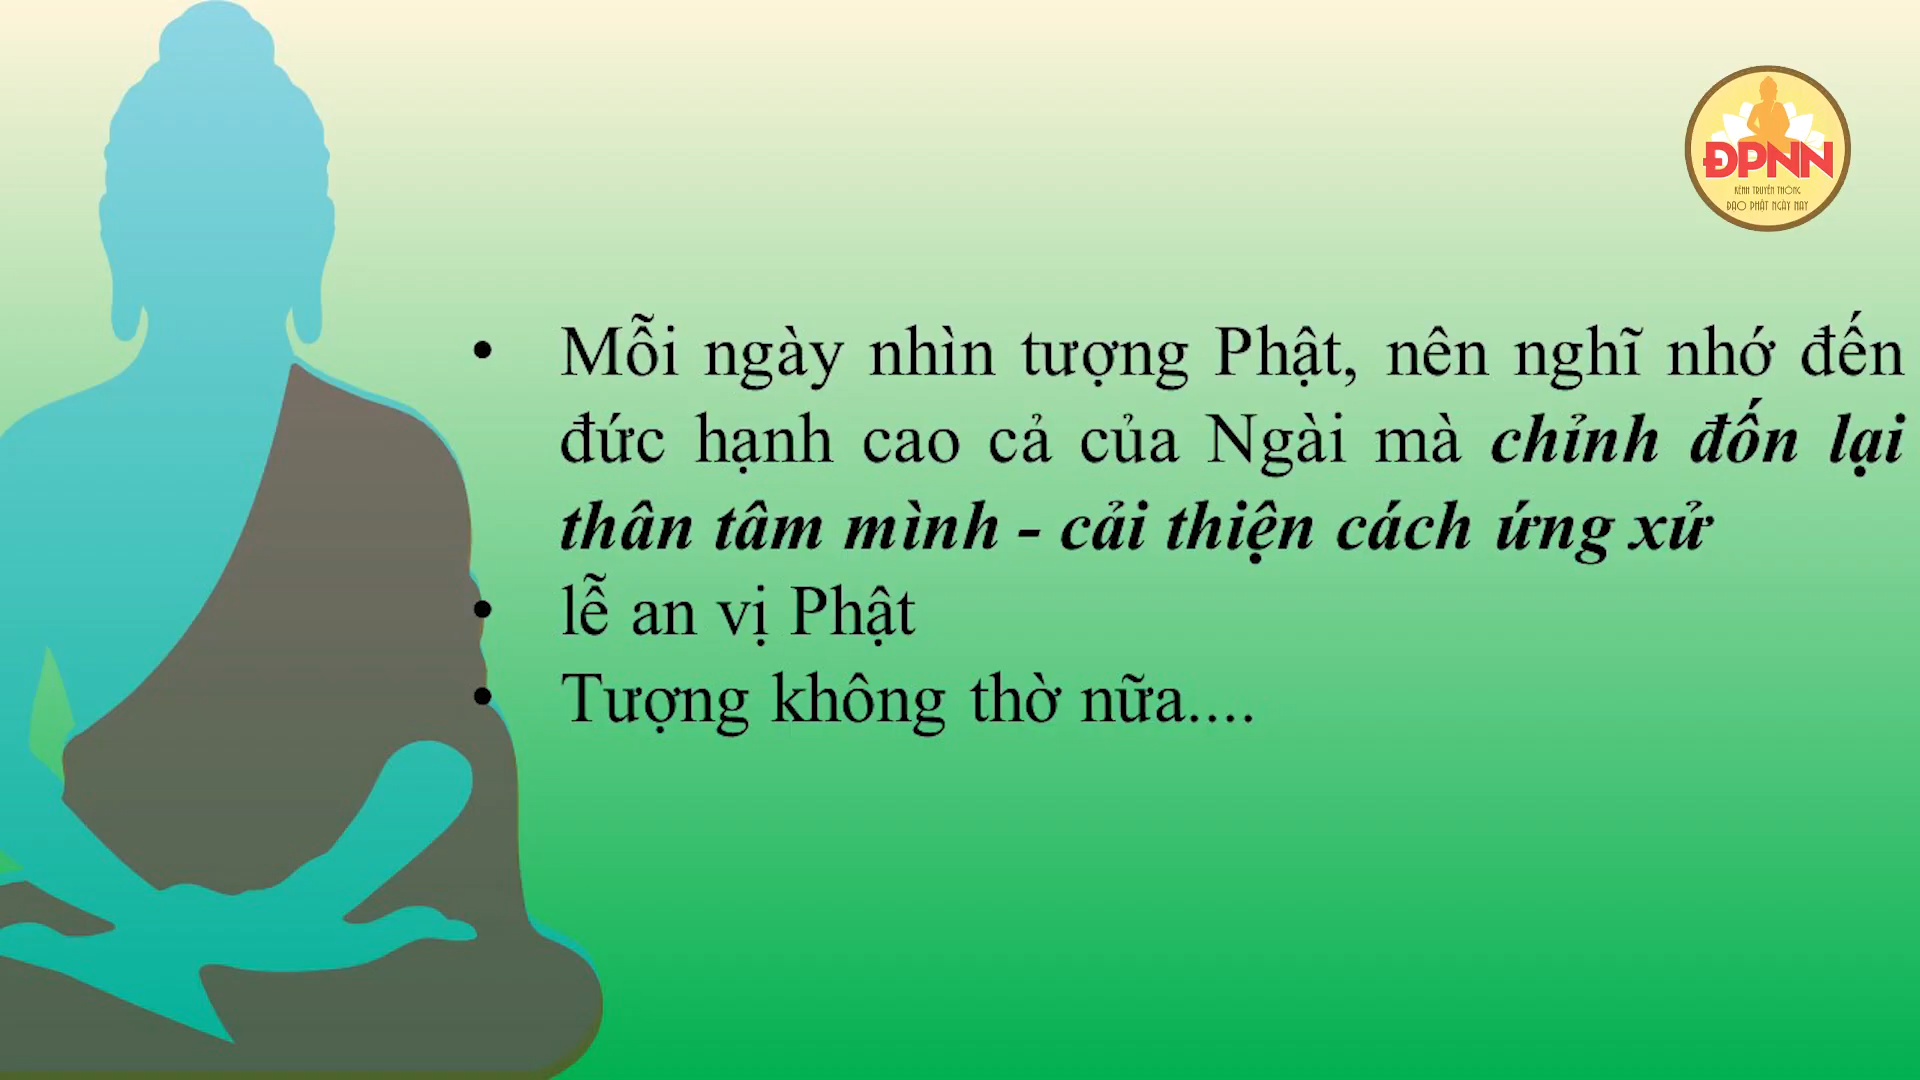 ĐPNN
KÊNH TRUYỀN THÔNG
ĐẠO PHẬT NGÀY NAY
• Mỗi ngày nhìn tượng Phật, nên nghĩ nhớ đến
đức hạnh cao cả của Ngài mà chỉnh đốn lại
thân tâm mình - cải thiện cách ứng xử
• lễ an vị Phật
• Tượng không thờ nữa....